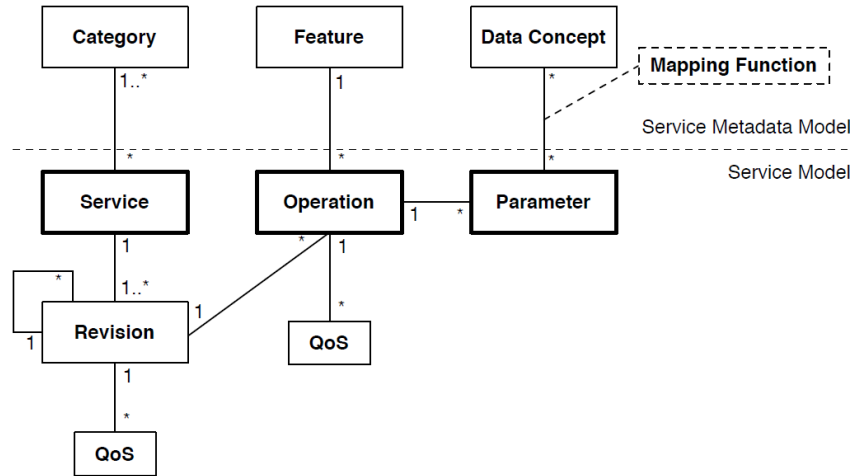 Category
Feature
Data Concept
Mapping Function
1..*
1
*
Service Metadata Model
*
*
*
Service Model
Service
Operation
Parameter
1
*
1
*
1
*
1..*
1
Revision
1
*
QoS
1
*
QoS